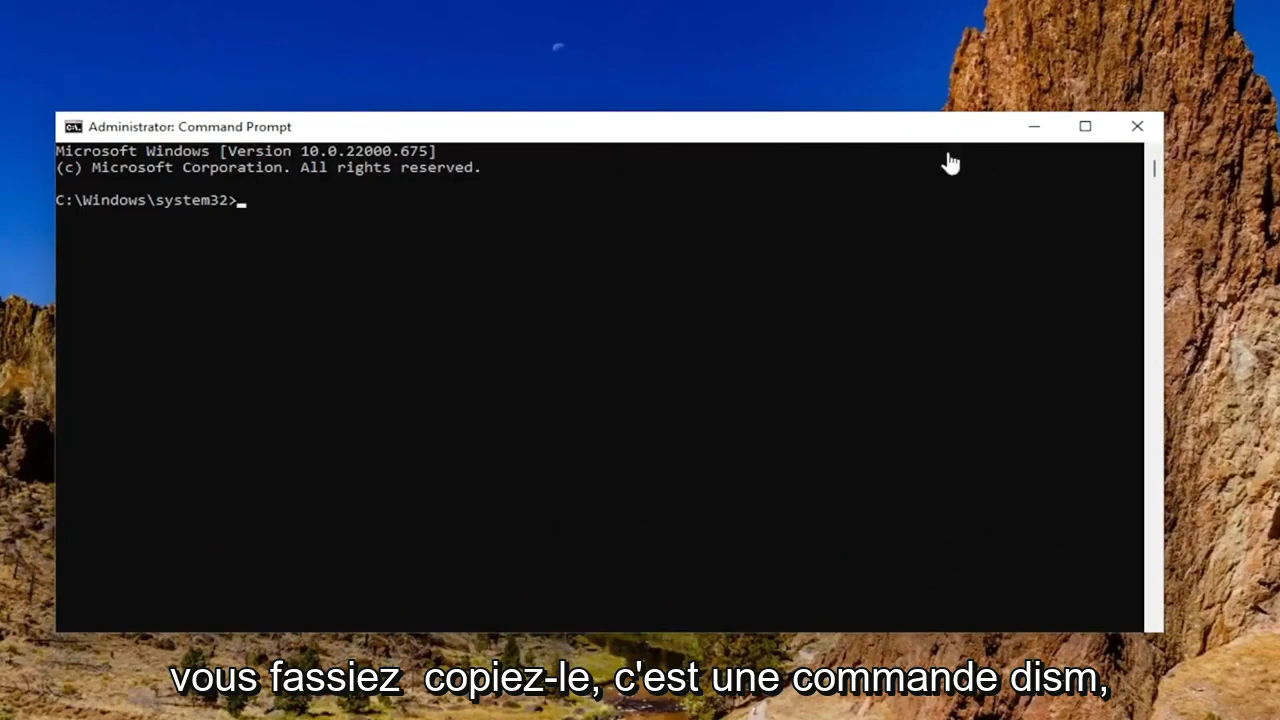 Administrator: Command Prompt
Microsoft Windows [Version 10.0.22000.675]
(c) Microsoft Corporation. All rights reserved.
C:\Windows\system32>
vous fassiez copiez-le, c'est une commande dism,